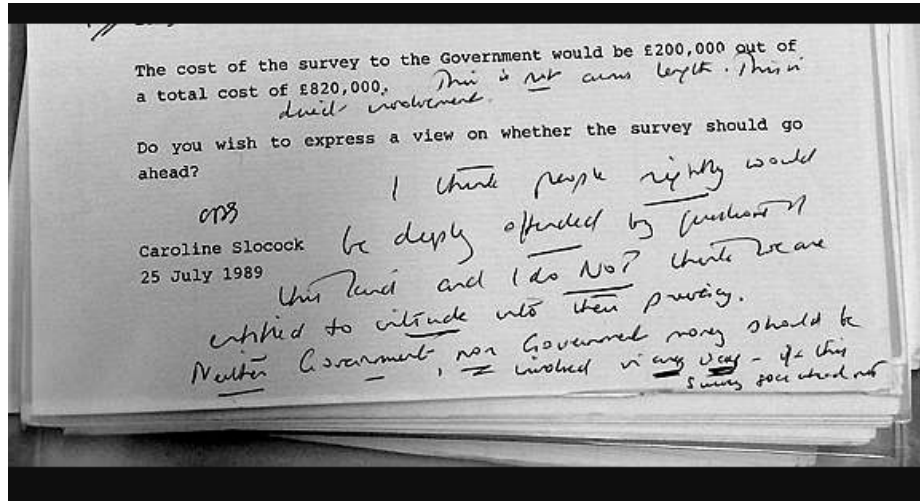 The cost of the survey to the Government would be £200,000 out of
a total cost of £820,000. This is not arms length. This is
direct involvement.
Do you wish to express a view on whether the survey should go
ahead?
I think people rightly would
be deeply offended by questions of
Caroline Slocock
25 July 1989
this kind and I do NOT think we are
entitled to intrude into their privacy.
Neither Government, nor Government money should be
involved in any way - if this
survey goes ahead